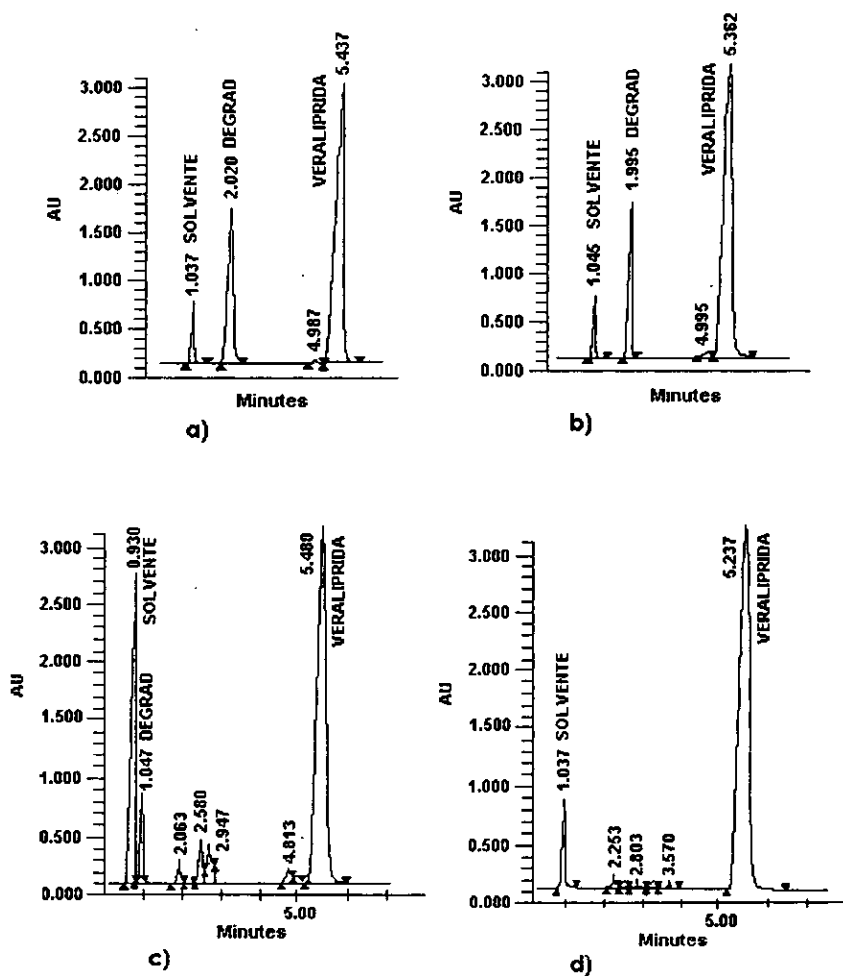 5.437
3.000
2.500
2.000
1.500
1.000
0.500
0.000
AU
1.037 SOLVENTE
2.020 DEGRAD
4.987
VERALIPRIDA
Minutes
a)
5.362
3.000
2.500
2.000
1.500
1.000
0.500
0.000
AU
1.045 SOLVENTE
1.995 DEGRAD
4.995
VERALIPRIDA
Minutes
b)
3.000
2.500
2.000
1.500
1.000
0.500
0.000
AU
0.930
SOLVENTE
1.047 DEGRAD
2.063
2.580
2.947
4.813
5.480
VERALIPRIDA
5.00
Minutes
c)
3.000
2.500
2.000
1.500
1.000
0.500
0.000
AU
1.037 SOLVENTE
2.253
2.803
3.570
5.237
VERALIPRIDA
5.00
Minutes
d)